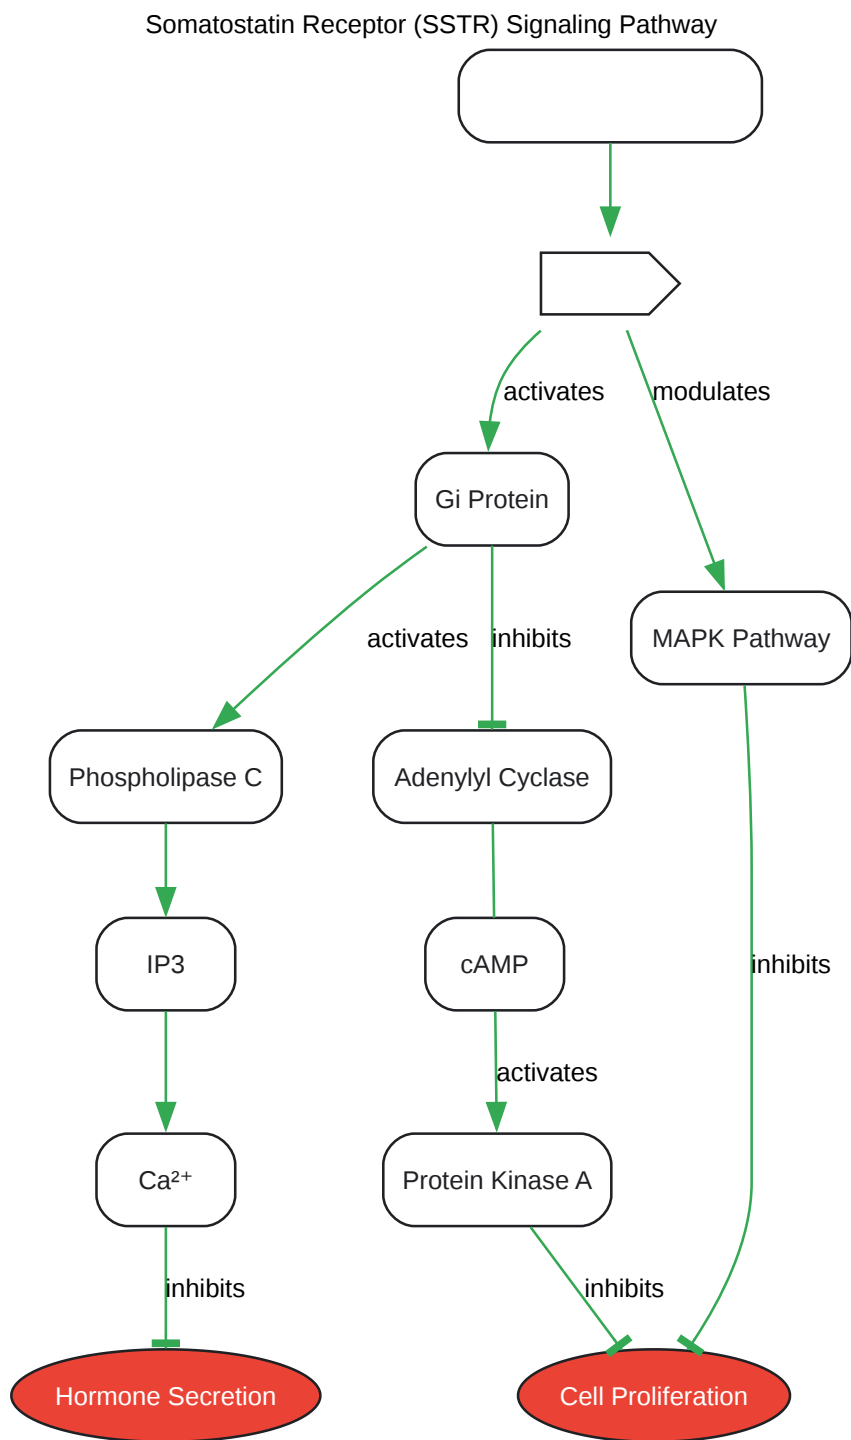 Somatostatin Receptor (SSTR) Signaling Pathway
activates
modulates
Gi Protein
activates
inhibits
MAPK Pathway
Phospholipase C
Adenylyl Cyclase
IP3
cAMP
inhibits
activates
Ca²⁺
Protein Kinase A
inhibits
inhibits
Hormone Secretion
Cell Proliferation